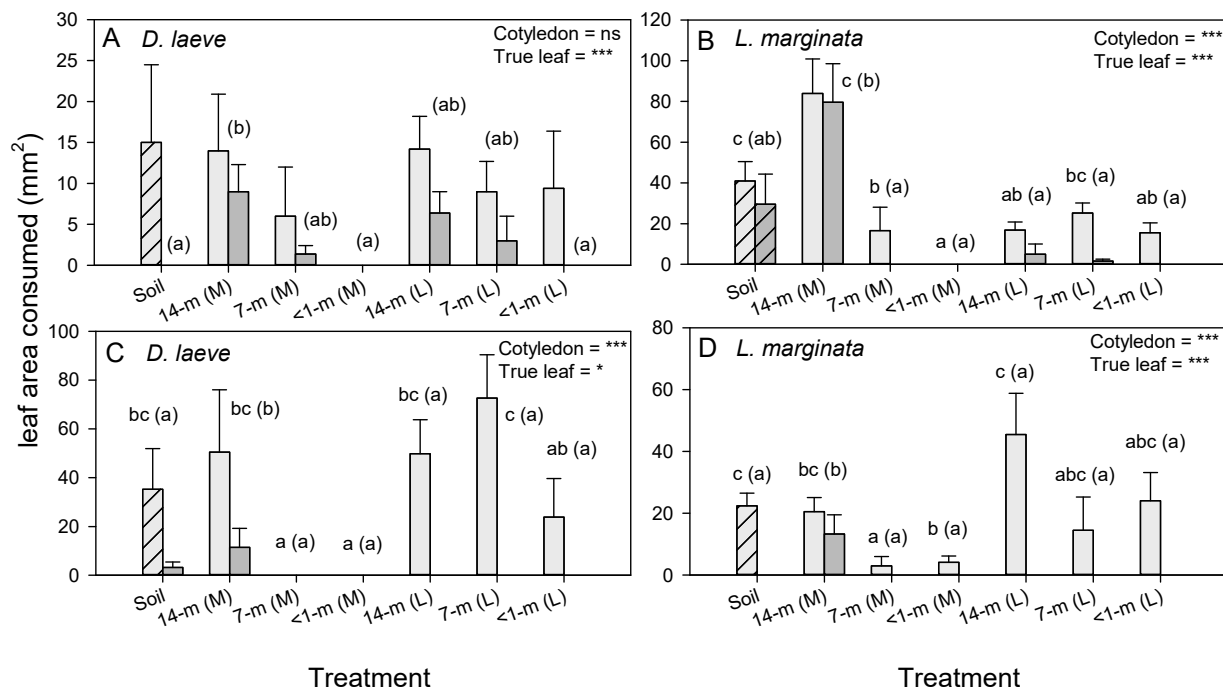 leaf area consumed (mm2)
A D. laeve
Cotyledon = ns
True leaf = ***
30
25
20
15
10
5
0
(a)
(b)
(ab)
(a)
(ab)
(ab)
(a)
Soil
14-m (M)
7-m (M)
<1-m (M)
14-m (L)
7-m (L)
<1-m (L)
B L. marginata
Cotyledon = ***
True leaf = ***
120
100
80
60
40
20
0
c (ab)
c (b)
b (a)
a (a)
ab (a)
bc (a)
ab (a)
Soil
14-m (M)
7-m (M)
<1-m (M)
14-m (L)
7-m (L)
<1-m (L)
C D. laeve
Cotyledon = ***
True leaf = *
100
80
60
40
20
0
bc (a)
bc (b)
a (a)
a (a)
bc (a)
c (a)
ab (a)
Soil
14-m (M)
7-m (M)
<1-m (M)
14-m (L)
7-m (L)
<1-m (L)
Treatment
D L. marginata
Cotyledon = ***
True leaf = ***
80
60
40
20
0
c (a)
bc (b)
a (a)
b (a)
c (a)
abc (a)
abc (a)
Soil
14-m (M)
7-m (M)
<1-m (M)
14-m (L)
7-m (L)
<1-m (L)
Treatment